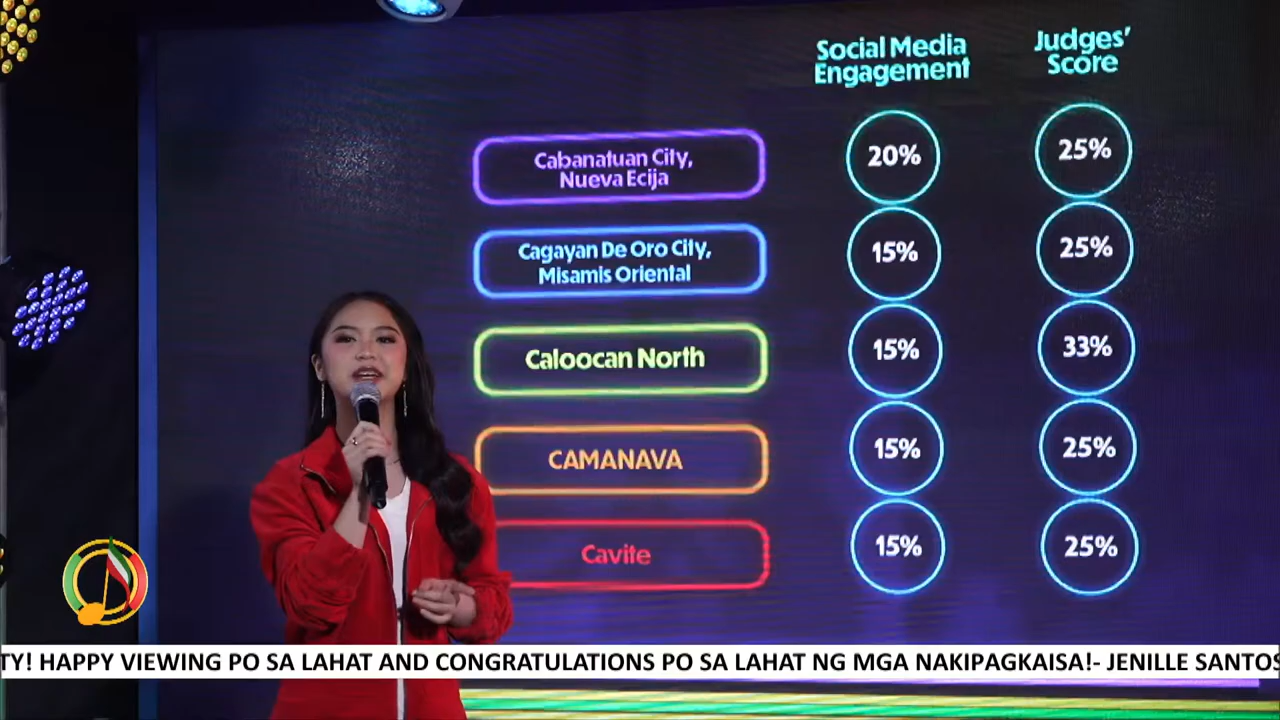 Social Media
Engagement
Judges'
Score
Cabanatuan City,
Nueva Ecija
20%
25%
Cagayan De Oro City,
Misamis Oriental
15%
25%
Caloocan North
15%
33%
CAMANAVA
15%
25%
Cavite
15%
25%
TY! HAPPY VIEWING PO SA LAHAT AND CONGRATULATIONS PO SA LAHAT NG MGA NAKIPAGKAISA!- JENILLE SANTOS